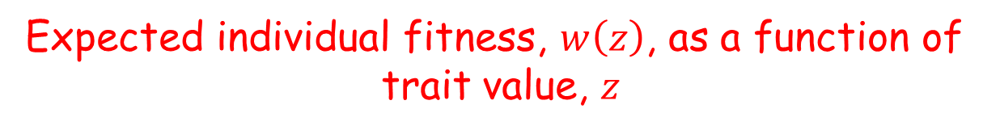 Expected individual fitness, w(z), as a function of
trait value, z